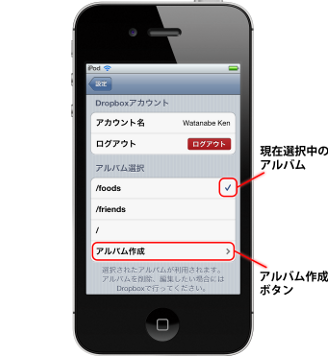 iPod
設定
Dropboxアカウント
アカウント名 Watanabe Ken
ログアウト ログアウト
アルバム選択
/foods
/friends
/
アルバム作成
選択されたアルバムが利用されます。
アルバムを削除、編集したい場合には
Dropboxで行ってください。
現在選択中の
アルバム
アルバム作成
ボタン